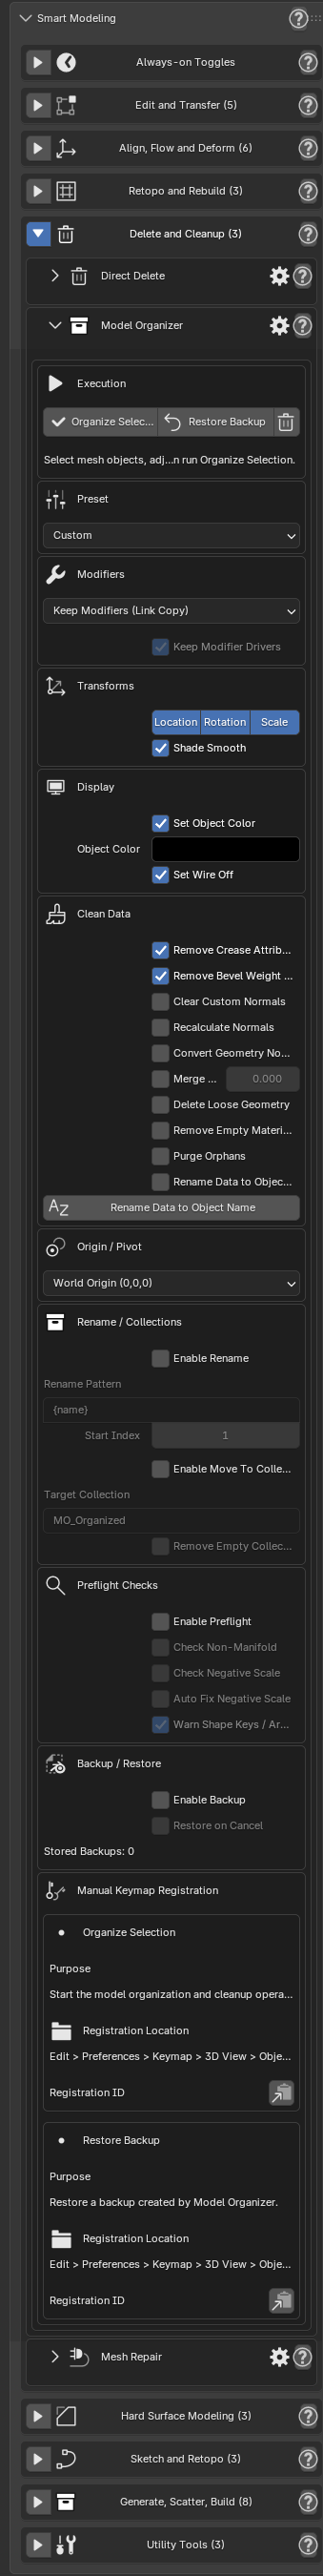 Smart Modeling
Always-on Toggles
Edit and Transfer (5)
Align, Flow and Deform (6)
Retopo and Rebuild (3)
Delete and Cleanup (3)
Direct Delete
Model Organizer
Execution
Organize Selec... Restore Backup
Select mesh objects, adj...n run Organize Selection.
Preset
Custom
Modifiers
Keep Modifiers (Link Copy)
Keep Modifier Drivers
Transforms
Location Rotation Scale
Shade Smooth
Display
Set Object Color
Object Color
Set Wire Off
Clean Data
Remove Crease Attrib...
Remove Bevel Weight ...
Clear Custom Normals
Recalculate Normals
Convert Geometry No...
Merge ... 0.000
Delete Loose Geometry
Remove Empty Materi...
Purge Orphans
Rename Data to Objec...
Rename Data to Object Name
Origin / Pivot
World Origin (0,0,0)
Rename / Collections
Enable Rename
Rename Pattern
{name}
Start Index 1
Enable Move To Colle...
Target Collection
MO_Organized
Remove Empty Collec...
Preflight Checks
Enable Preflight
Check Non-Manifold
Check Negative Scale
Auto Fix Negative Scale
Warn Shape Keys / Ar...
Backup / Restore
Enable Backup
Restore on Cancel
Stored Backups: 0
Manual Keymap Registration
Organize Selection
Purpose
Start the model organization and cleanup opera...
Registration Location
Edit > Preferences > Keymap > 3D View > Obje...
Registration ID
Restore Backup
Purpose
Restore a backup created by Model Organizer.
Registration Location
Edit > Preferences > Keymap > 3D View > Obje...
Registration ID
Mesh Repair
Hard Surface Modeling (3)
Sketch and Retopo (3)
Generate, Scatter, Build (8)
Utility Tools (3)